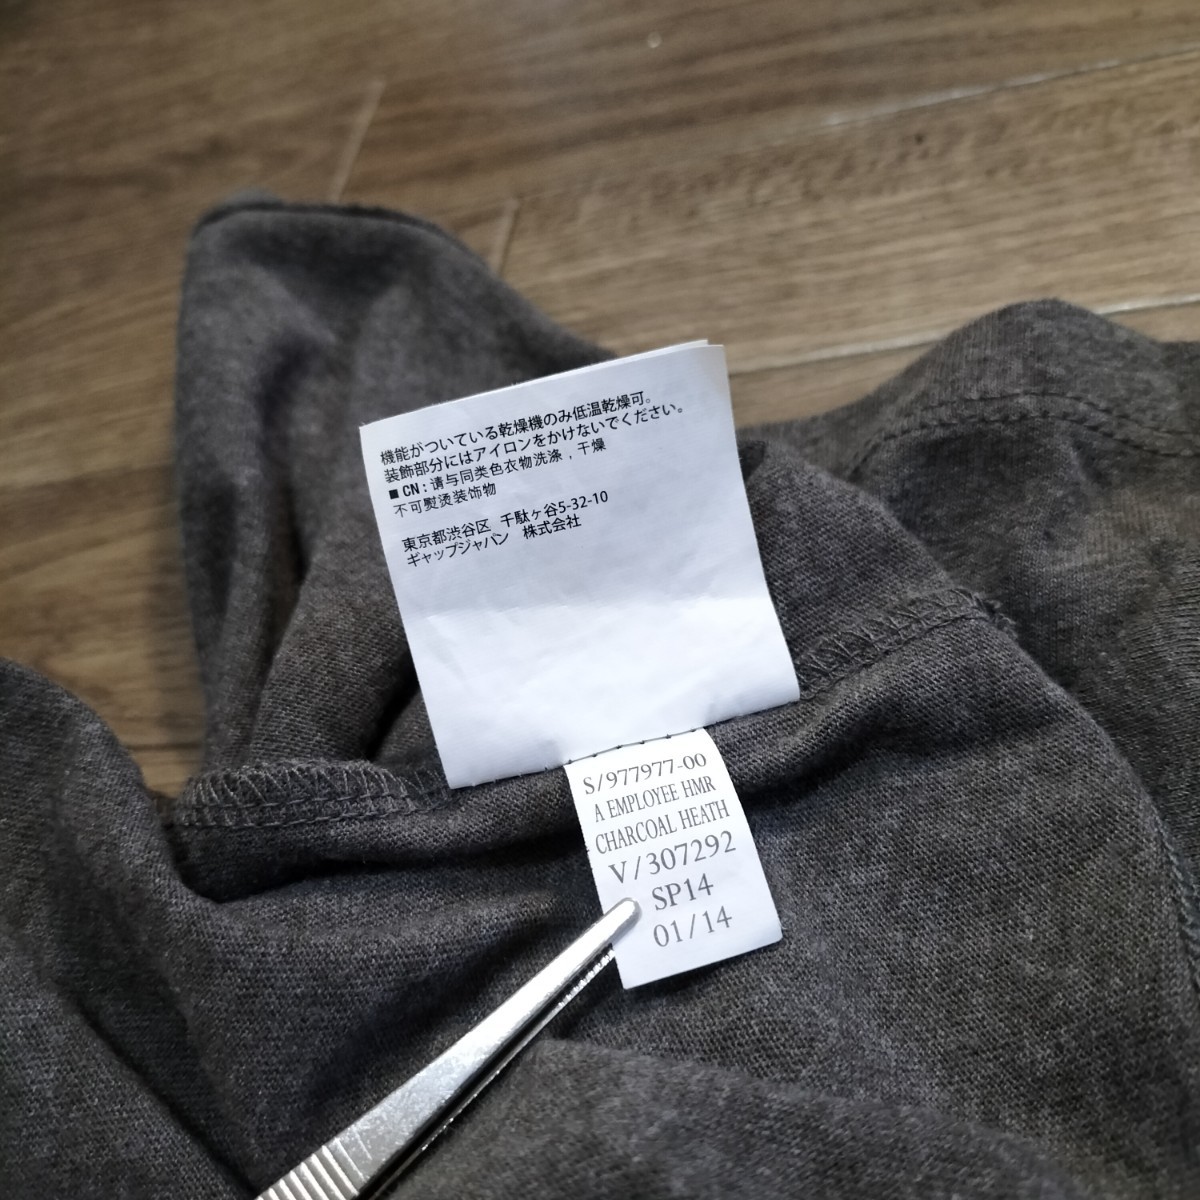 機能がついている乾燥機のみ低温乾燥可。
装飾部分にはアイロンをかけないでください。
■ CN : 请与同类色衣物洗涤，干燥
不可熨烫装饰物
東京都渋谷区 千駄ヶ谷5-32-10
ギャップジャパン 株式会社
S/977977-00
A EMPLOYEE HMR
CHARCOAL HEATH
V/307292
SP14
01/14